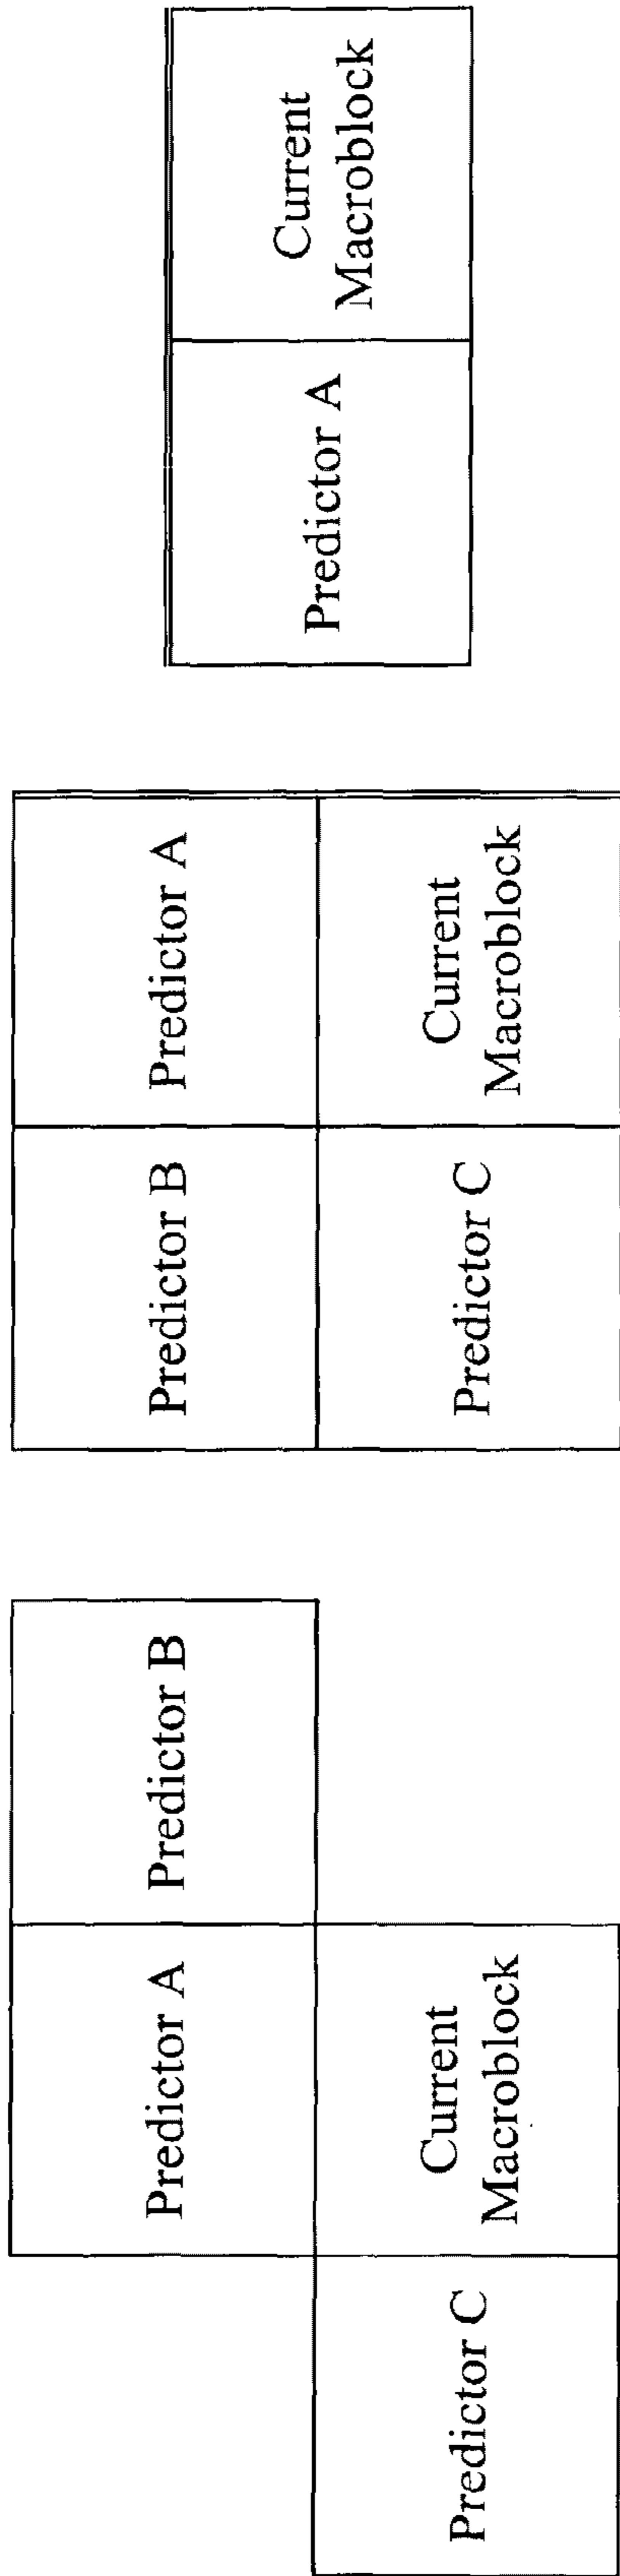 Predictor A
Predictor B
Predictor C
Current
Macroblock
Predictor B
Predictor A
Predictor C
Current
Macroblock
Predictor A
Current
Macroblock